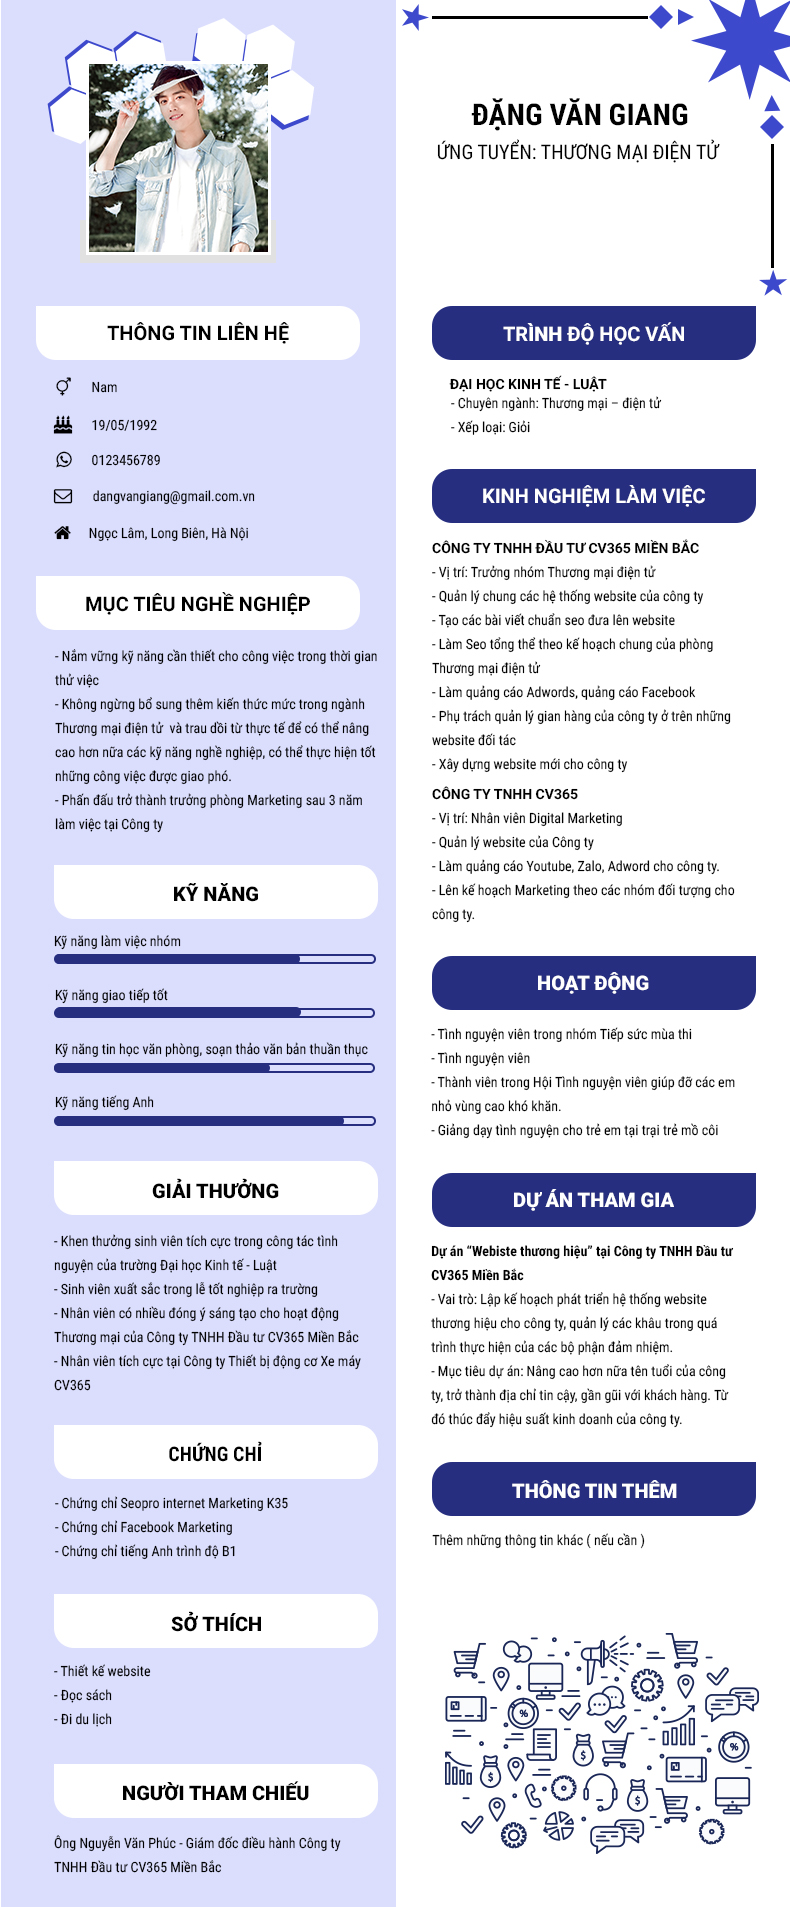 ĐẶNG VĂN GIANG
ỨNG TUYỂN: THƯƠNG MẠI ĐIỆN TỬ
THÔNG TIN LIÊN HỆ
Nam
19/05/1992
0123456789
dangvangiang@gmail.com.vn
Ngọc Lâm, Long Biên, Hà Nội
MỤC TIÊU NGHỀ NGHIỆP
- Nắm vững kỹ năng cần thiết cho công việc trong thời gian
thử việc
- Không ngừng bổ sung thêm kiến thức mức trong ngành
Thương mại điện tử và trau dồi từ thực tế để có thể nâng
cao hơn nữa các kỹ năng nghề nghiệp, có thể thực hiện tốt
những công việc được giao phó.
- Phấn đấu trở thành trưởng phòng Marketing sau 3 năm
làm việc tại Công ty
KỸ NĂNG
Kỹ năng làm việc nhóm
Kỹ năng giao tiếp tốt
Kỹ năng tin học văn phòng, soạn thảo văn bản thuần thục
Kỹ năng tiếng Anh
GIẢI THƯỞNG
- Khen thưởng sinh viên tích cực trong công tác tình
nguyện của trường Đại học Kinh tế - Luật
- Sinh viên xuất sắc trong lễ tốt nghiệp ra trường
- Nhân viên có nhiều đóng ý sáng tạo cho hoạt động
Thương mại của Công ty TNHH Đầu tư CV365 Miền Bắc
- Nhân viên tích cực tại Công ty Thiết bị động cơ Xe máy
CV365
CHỨNG CHỈ
- Chứng chỉ Seopro internet Marketing K35
- Chứng chỉ Facebook Marketing
- Chứng chỉ tiếng Anh trình độ B1
SỞ THÍCH
- Thiết kế website
- Đọc sách
- Đi du lịch
NGƯỜI THAM CHIẾU
Ông Nguyễn Văn Phúc - Giám đốc điều hành Công ty
TNHH Đầu tư CV365 Miền Bắc
TRÌNH ĐỘ HỌC VẤN
ĐẠI HỌC KINH TẾ - LUẬT
- Chuyên ngành: Thương mại – điện tử
- Xếp loại: Giỏi
KINH NGHIỆM LÀM VIỆC
CÔNG TY TNHH ĐẦU TƯ CV365 MIỀN BẮC
- Vị trí: Trưởng nhóm Thương mại điện tử
- Quản lý chung các hệ thống website của công ty
- Tạo các bài viết chuẩn seo đưa lên website
- Làm Seo tổng thể theo kế hoạch chung của phòng
Thương mại điện tử
- Làm quảng cáo Adwords, quảng cáo Facebook
- Phụ trách quản lý gian hàng của công ty ở trên những
website đối tác
- Xây dựng website mới cho công ty
CÔNG TY TNHH CV365
- Vị trí: Nhân viên Digital Marketing
- Quản lý website của Công ty
- Làm quảng cáo Youtube, Zalo, Adword cho công ty.
- Lên kế hoạch Marketing theo các nhóm đối tượng cho
công ty.
HOẠT ĐỘNG
- Tình nguyện viên trong nhóm Tiếp sức mùa thi
- Tình nguyện viên
- Thành viên trong Hội Tình nguyện viên giúp đỡ các em
nhỏ vùng cao khó khăn.
- Giảng dạy tình nguyện cho trẻ em tại trại trẻ mồ côi
DỰ ÁN THAM GIA
Dự án “Webiste thương hiệu” tại Công ty TNHH Đầu tư
CV365 Miền Bắc
- Vai trò: Lập kế hoạch phát triển hệ thống website
thương hiệu cho công ty, quản lý các khâu trong quá
trình thực hiện của các bộ phận đảm nhiệm.
- Mục tiêu dự án: Nâng cao hơn nữa tên tuổi của công
ty, trở thành địa chỉ tin cậy, gần gũi với khách hàng. Từ
đó thúc đẩy hiệu suất kinh doanh của công ty.
THÔNG TIN THÊM
Thêm những thông tin khác ( nếu cần )